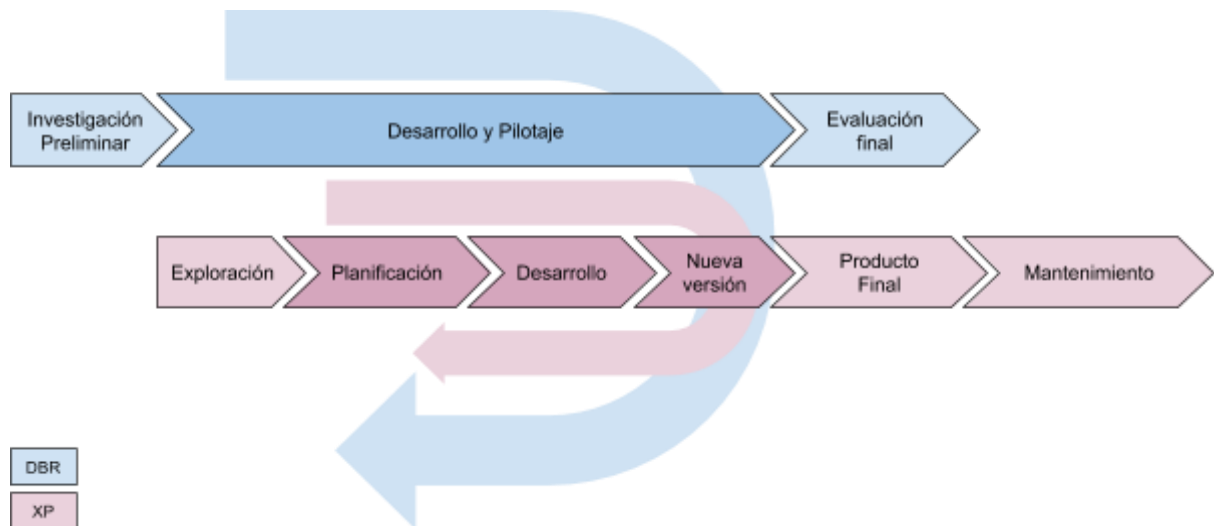 Investigación
Preliminar
Desarrollo y Pilotaje
Evaluación
final
Exploración
Planificación
Desarrollo
Nueva
versión
Producto
Final
Mantenimiento
DBR
XP